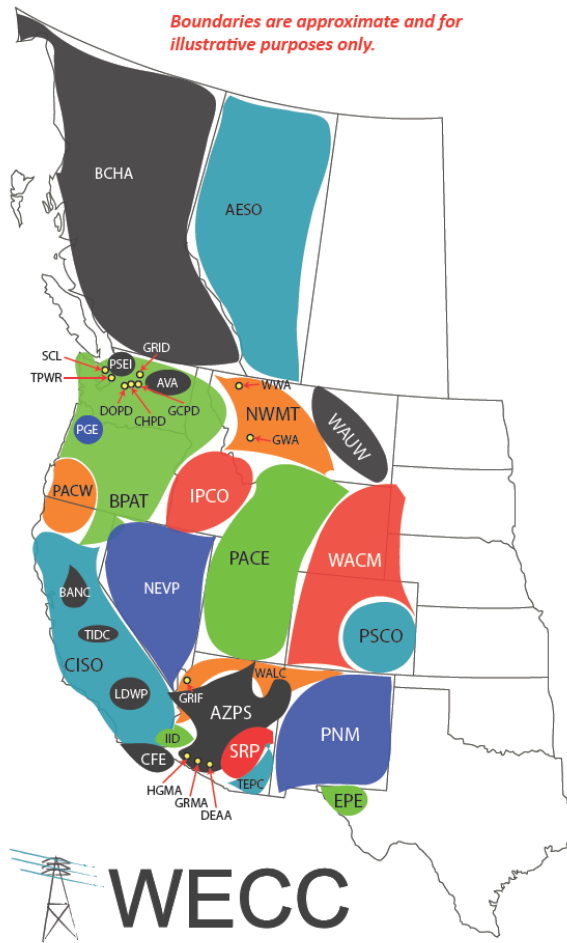 Boundaries are approximate and for
illustrative purposes only.
BCHA
AESO
SCL
PSEI
GRID
TPWR
AVA
WWA
DOPD
GCPD
CHPD
NWMT
WAUW
PGE
GWA
PACW
BPAT
IPCO
PACE
WACM
NEVP
BANC
PSCO
TIDC
CISO
WALC
LDWP
GRIF
AZPS
IID
SRP
PNM
CFE
TEPC
HGMA
GRMA
DEAA
EPE
WECC